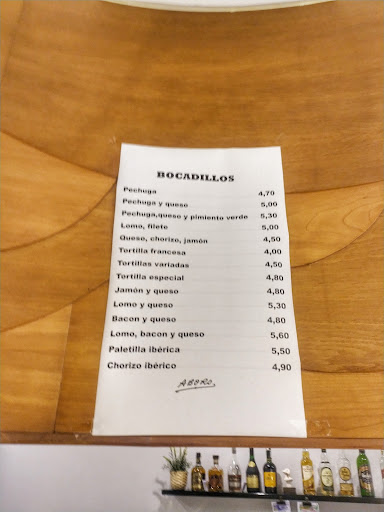 BOCADILLOS
Pechuga 4,70
Pechuga y queso 5,00
Pechuga,queso y pimiento verde 5,30
Lomo, filete 5,00
Queso, chorizo, jamón 4,50
Tortilla francesa 4,00
Tortillas variadas 4,50
Tortilla especial 4,80
Jamón y queso 4,80
Lomo y queso 5,30
Bacon y queso 4,80
Lomo, bacon y queso 5,60
Paletilla ibérica 5,50
Chorizo ibérico 4,90